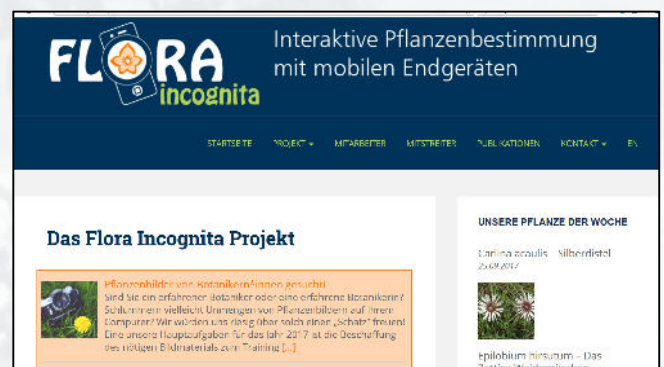 FLORA
incognita
Interaktive Pflanzenbestimmung
mit mobilen Endgeräten
STARTSEITE PROJEKT MITARBEITER MITSTREITER PUBLIKATIONEN KONTAKT EN
Das Flora Incognita Projekt
Pflanzenbilder von Botanikern*innen gesucht!
Sind Sie ein erfahrener Botaniker oder eine erfahrene Botanikerin?
Schlummern vielleicht Unmengen von Pflanzenbildern auf Ihrem
Computer? Wir würden uns riesig über solch einen „Schatz" freuen!
Eine unsere Hauptaufgaben für das Jahr 2017 ist die Beschaffung
des nötigen Bildmaterials zum Training [...]
UNSERE PFLANZE DER WOCHE
Carlina acaulis – Silberdistel
25.09.2017
Epilobium hirsutum – Das